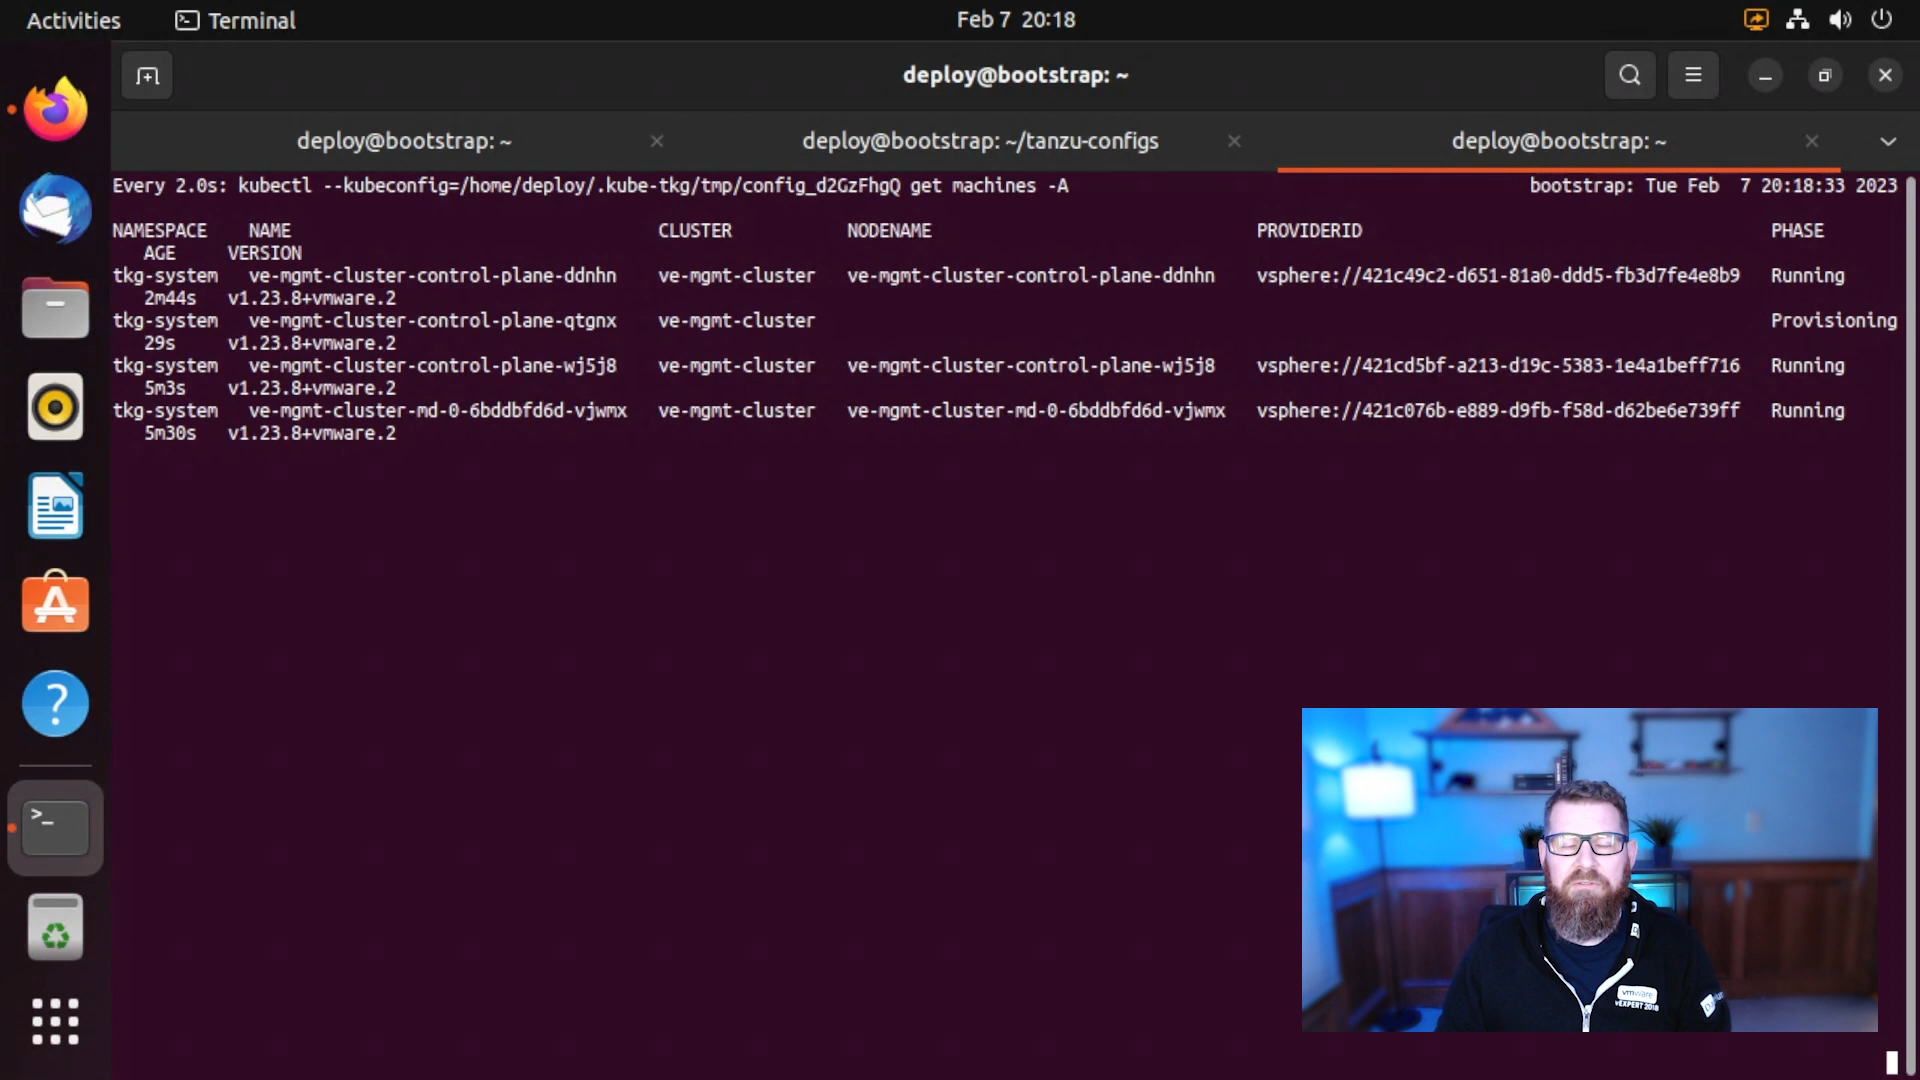 Activities Terminal Feb 7 20:18
deploy@bootstrap: ~
deploy@bootstrap: ~ deploy@bootstrap: ~/tanzu-configs deploy@bootstrap: ~
Every 2.0s: kubectl --kubeconfig=/home/deploy/.kube-tkg/tmp/config_d2GzFhgQ get machines -A bootstrap: Tue Feb 7 20:18:33 2023
NAMESPACE NAME CLUSTER NODENAME PROVIDERID PHASE
AGE VERSION
tkg-system ve-mgmt-cluster-control-plane-ddnhn ve-mgmt-cluster ve-mgmt-cluster-control-plane-ddnhn vsphere://421c49c2-d651-81a0-ddd5-fb3d7fe4e8b9 Running
2m44s v1.23.8+vmware.2
tkg-system ve-mgmt-cluster-control-plane-qtgnx ve-mgmt-cluster Provisioning
29s v1.23.8+vmware.2
tkg-system ve-mgmt-cluster-control-plane-wj5j8 ve-mgmt-cluster ve-mgmt-cluster-control-plane-wj5j8 vsphere://421cd5bf-a213-d19c-5383-1e4a1beff716 Running
5m3s v1.23.8+vmware.2
tkg-system ve-mgmt-cluster-md-0-6bddbfd6d-vjwmx ve-mgmt-cluster ve-mgmt-cluster-md-0-6bddbfd6d-vjwmx vsphere://421c076b-e889-d9fb-f58d-d62be6e739ff Running
5m30s v1.23.8+vmware.2
vmware
vEXPERT 2018